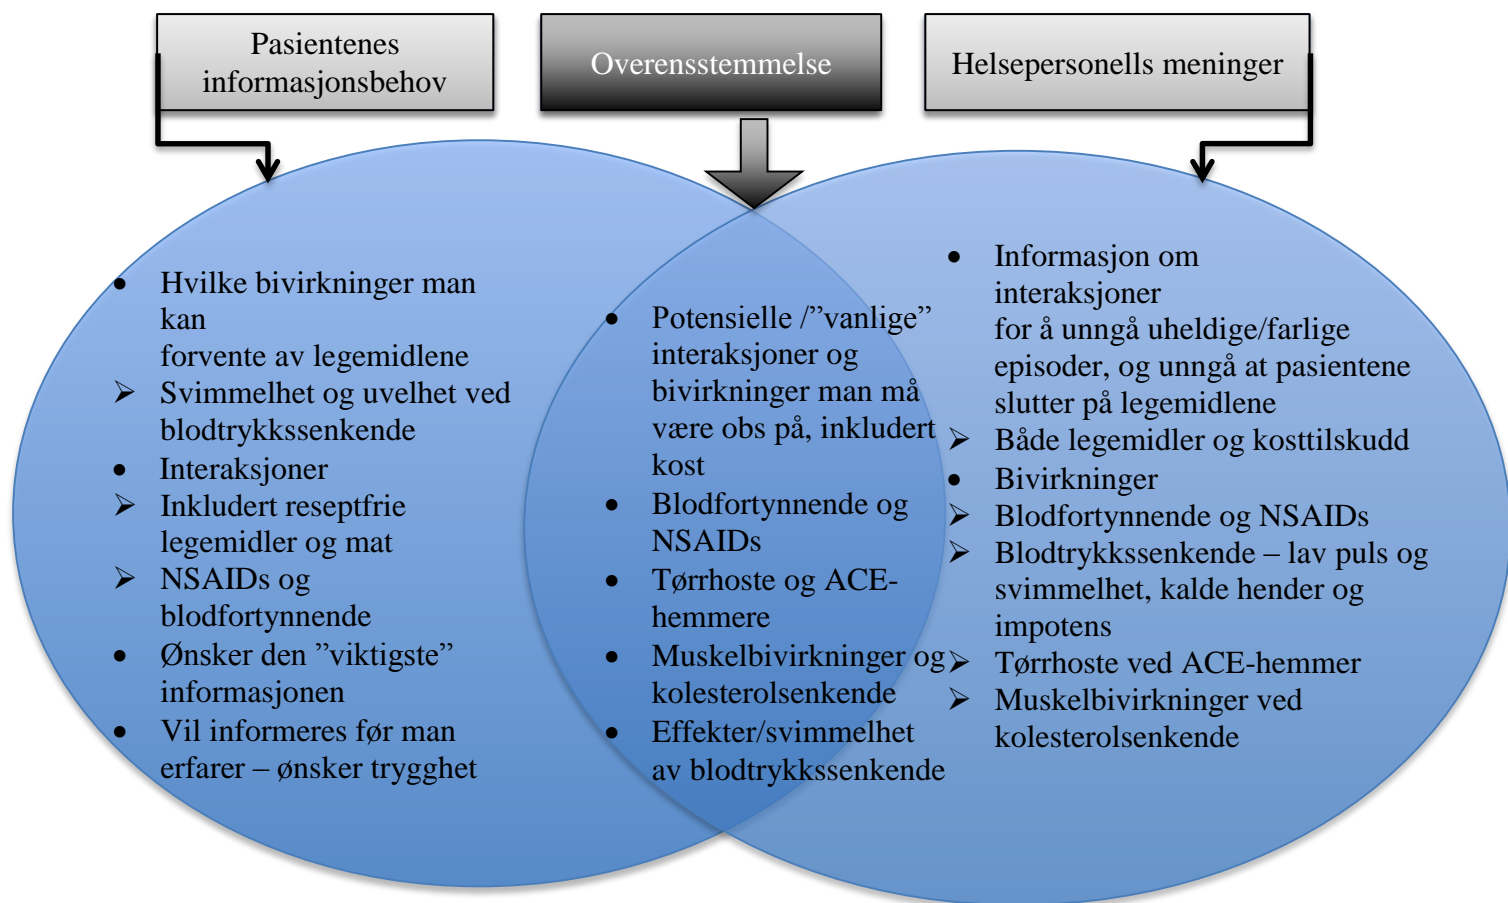 Pasientenes
informasjonsbehov
Overensstemmelse
Helsepersonells meninger
• Hvilke bivirkninger man
kan
forvente av legemidlene
➢ Svimmelhet og uvelhet ved
blodtrykkssenkende
• Interaksjoner
➢ Inkludert reseptfrie
legemidler og mat
➢ NSAIDs og
blodfortynnende
• Ønsker den ”viktigste”
informasjonen
• Vil informeres før man
erfarer – ønsker trygghet
• Potensielle /”vanlige”
interaksjoner og
bivirkninger man må
være obs på, inkludert
kost
• Blodfortynnende og
NSAIDs
• Tørrhoste og ACE-
hemmere
• Muskelbivirkninger og
kolesterolsenkende
• Effekter/svimmelhet
av blodtrykkssenkende
• Informasjon om
interaksjoner
for å unngå uheldige/farlige
episoder, og unngå at pasientene
slutter på legemidlene
➢ Både legemidler og kosttilskudd
• Bivirkninger
➢ Blodfortynnende og NSAIDs
➢ Blodtrykkssenkende – lav puls og
svimmelhet, kalde hender og
impotens
➢ Tørrhoste ved ACE-hemmer
➢ Muskelbivirkninger ved
kolesterolsenkende